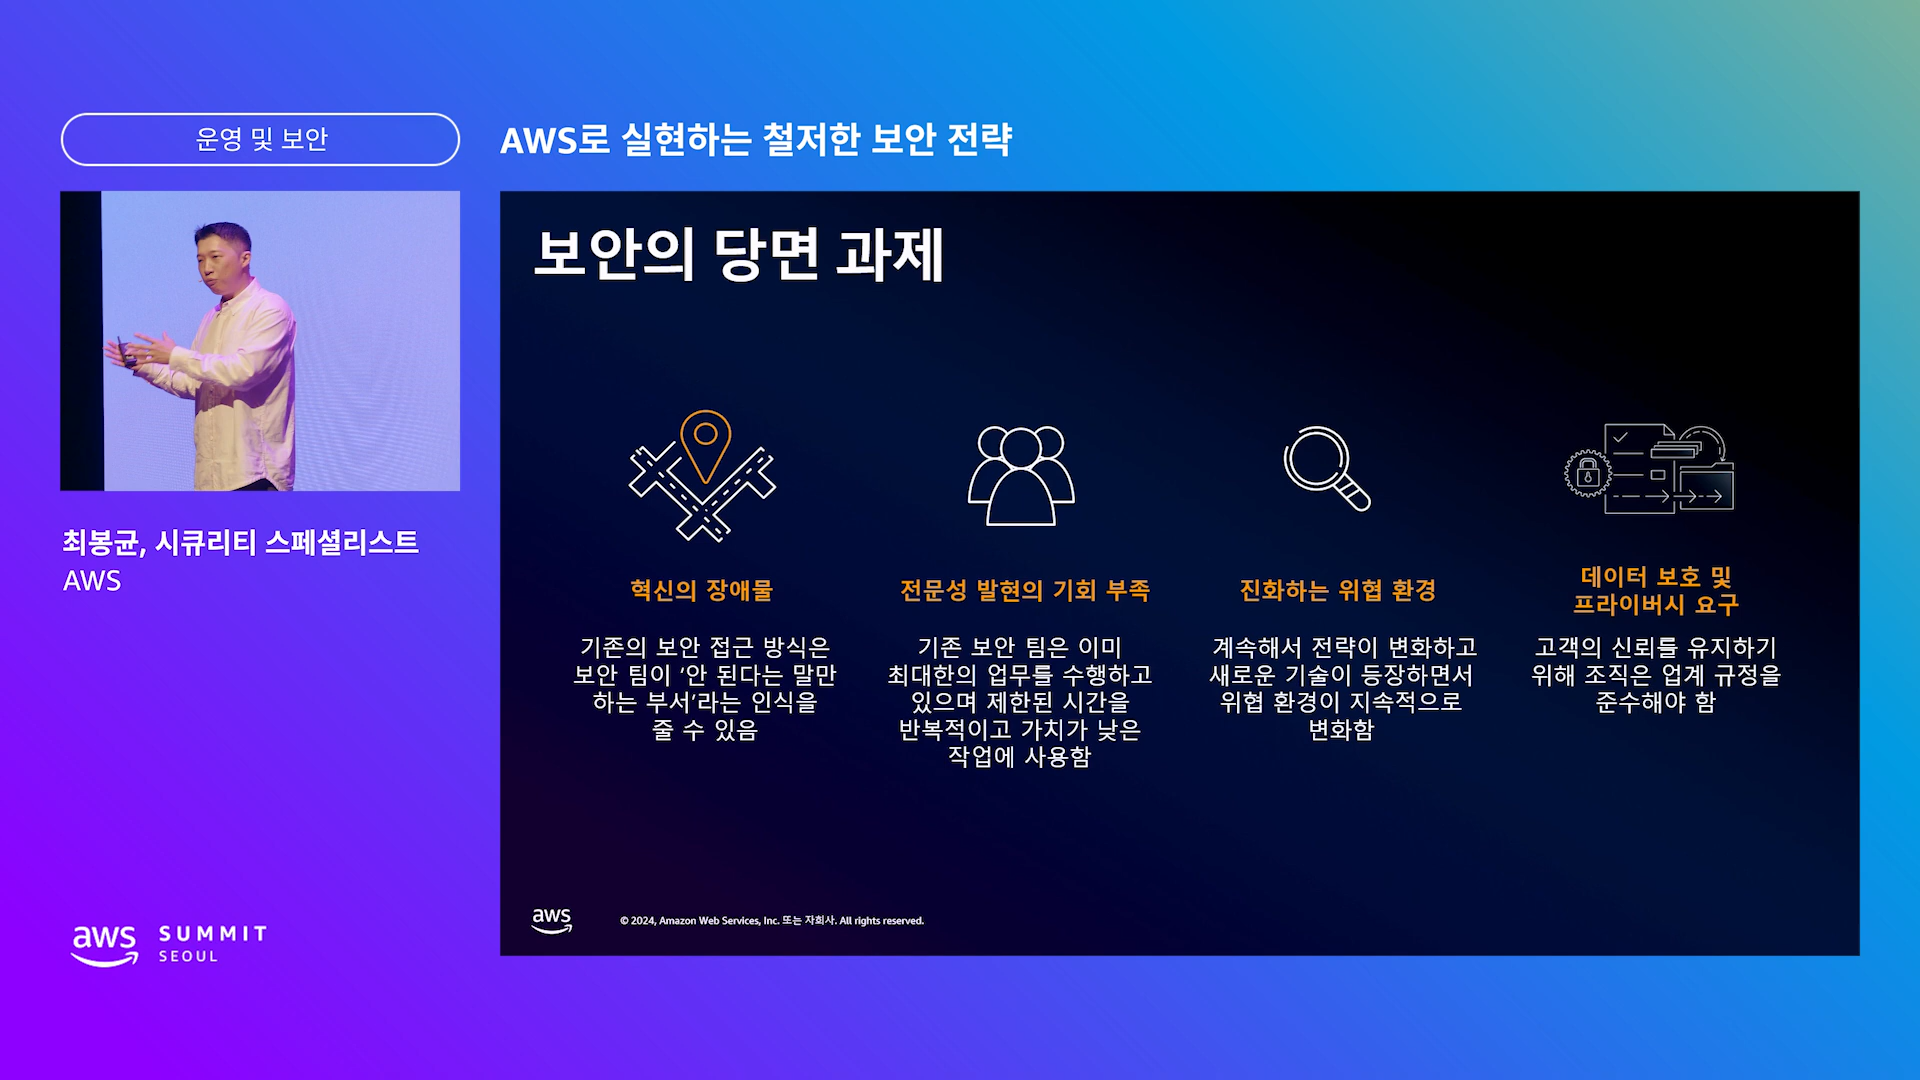 운영 및 보안
AWS로 실현하는 철저한 보안 전략
최봉균, 시큐리티 스페셜리스트
AWS
보안의 당면 과제
혁신의 장애물
기존의 보안 접근 방식은
보안 팀이 ‘안 된다는 말만
하는 부서’라는 인식을
줄 수 있음
전문성 발현의 기회 부족
기존 보안 팀은 이미
최대한의 업무를 수행하고
있으며 제한된 시간을
반복적이고 가치가 낮은
작업에 사용함
진화하는 위협 환경
계속해서 전략이 변화하고
새로운 기술이 등장하면서
위협 환경이 지속적으로
변화함
데이터 보호 및
프라이버시 요구
고객의 신뢰를 유지하기
위해 조직은 업계 규정을
준수해야 함
aws
© 2024, Amazon Web Services, Inc. 또는 자회사. All rights reserved.
aws SUMMIT
SEOUL